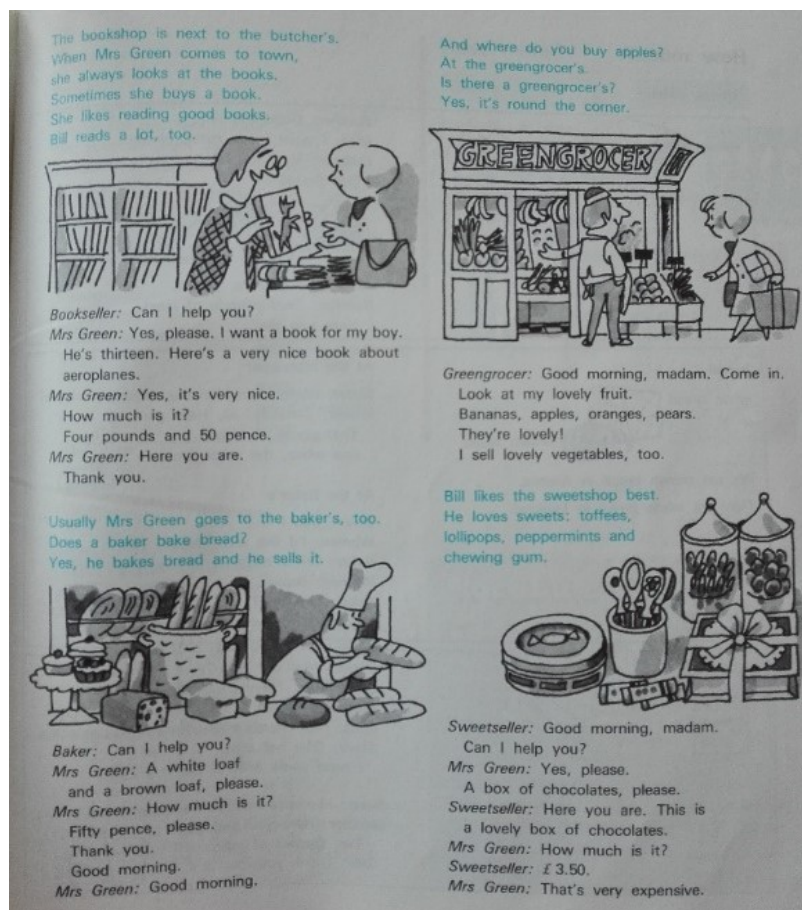 The bookshop is next to the butcher's.
When Mrs Green comes to town,
she always looks at the books.
Sometimes she buys a book.
She likes reading good books.
Bill reads a lot, too.
Bookseller: Can I help you?
Mrs Green: Yes, please. I want a book for my boy.
He's thirteen. Here's a very nice book about
aeroplanes.
Mrs Green: Yes, it's very nice.
How much is it?
Four pounds and 50 pence.
Mrs Green: Here you are.
Thank you.
Usually Mrs Green goes to the baker's, too.
Does a baker bake bread?
Yes, he bakes bread and he sells it.
Baker: Can I help you?
Mrs Green: A white loaf
and a brown loaf, please.
Mrs Green: How much is it?
Fifty pence, please.
Thank you.
Good morning.
Mrs Green: Good morning.
And where do you buy apples?
At the greengrocer's.
Is there a greengrocer's?
Yes, it's round the corner.
GREENGROCER
Greengrocer: Good morning, madam. Come in.
Look at my lovely fruit.
Bananas, apples, oranges, pears.
They're lovely!
I sell lovely vegetables, too.
Bill likes the sweetshop best.
He loves sweets: toffees,
lollipops, peppermints and
chewing gum.
Sweetseller: Good morning, madam.
Can I help you?
Mrs Green: Yes, please.
A box of chocolates, please.
Sweetseller: Here you are. This is
a lovely box of chocolates.
Mrs Green: How much is it?
Sweetseller: £3.50.
Mrs Green: That's very expensive.